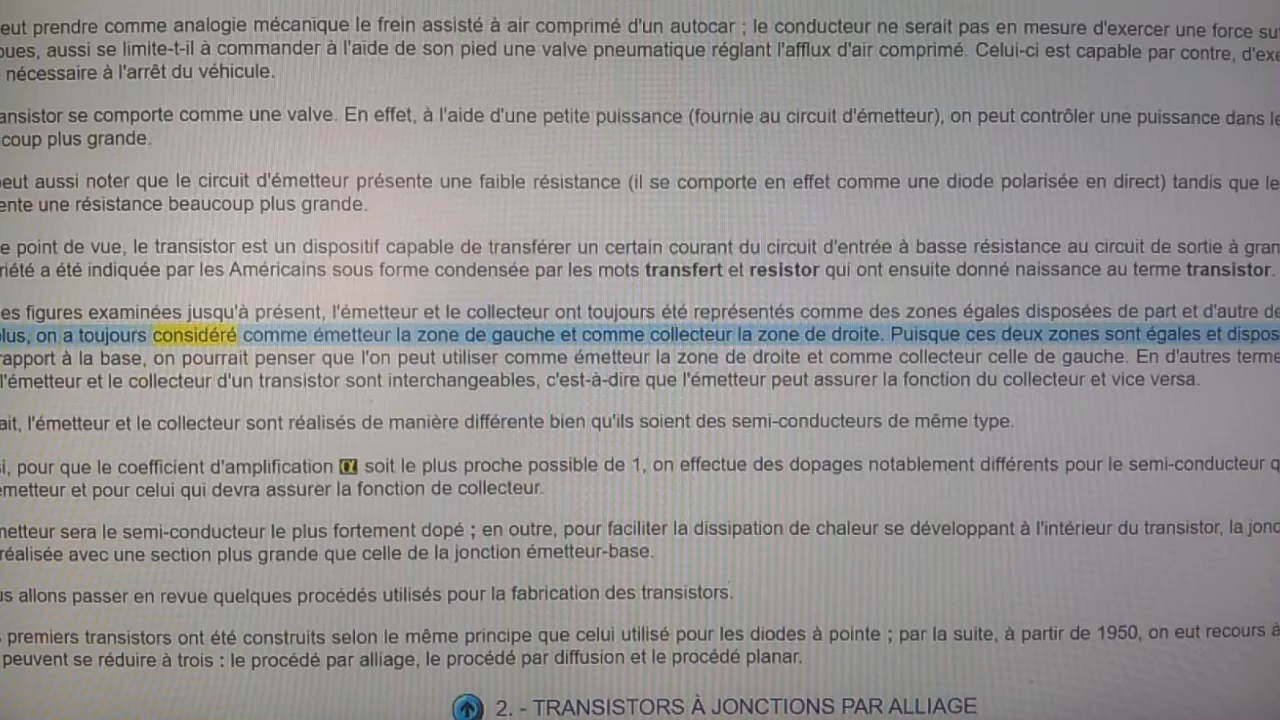 eut prendre comme analogie mécanique le frein assisté à air comprimé d'un autocar ; le conducteur ne serait pas en mesure d'exercer une force su
oues, aussi se limite-t-il à commander à l'aide de son pied une valve pneumatique réglant l'afflux d'air comprimé. Celui-ci est capable par contre, d'exe
nécessaire à l'arrêt du véhicule.
ansistor se comporte comme une valve. En effet, à l'aide d'une petite puissance (fournie au circuit d'émetteur), on peut contrôler une puissance dans le
coup plus grande.
eut aussi noter que le circuit d'émetteur présente une faible résistance (il se comporte en effet comme une diode polarisée en direct) tandis que le
ente une résistance beaucoup plus grande.
e point de vue, le transistor est un dispositif capable de transférer un certain courant du circuit d'entrée à basse résistance au circuit de sortie à gran
riété a été indiquée par les Américains sous forme condensée par les mots transfert et resistor qui ont ensuite donné naissance au terme transistor.
es figures examinées jusqu'à présent, l'émetteur et le collecteur ont toujours été représentés comme des zones égales disposées de part et d'autre de
plus, on a toujours considéré comme émetteur la zone de gauche et comme collecteur la zone de droite. Puisque ces deux zones sont égales et dispos
rapport à la base, on pourrait penser que l'on peut utiliser comme émetteur la zone de droite et comme collecteur celle de gauche. En d'autres terme
l'émetteur et le collecteur d'un transistor sont interchangeables, c'est-à-dire que l'émetteur peut assurer la fonction du collecteur et vice versa.
ait, l'émetteur et le collecteur sont réalisés de manière différente bien qu'ils soient des semi-conducteurs de même type.
i, pour que le coefficient d'amplification α soit le plus proche possible de 1, on effectue des dopages notablement différents pour le semi-conducteur q
émetteur et pour celui qui devra assurer la fonction de collecteur.
metteur sera le semi-conducteur le plus fortement dopé ; en outre, pour faciliter la dissipation de chaleur se développant à l'intérieur du transistor, la jonc
réalisée avec une section plus grande que celle de la jonction émetteur-base.
us allons passer en revue quelques procédés utilisés pour la fabrication des transistors.
premiers transistors ont été construits selon le même principe que celui utilisé pour les diodes à pointe ; par la suite, à partir de 1950, on eut recours à
peuvent se réduire à trois : le procédé par alliage, le procédé par diffusion et le procédé planar.
2. - TRANSISTORS À JONCTIONS PAR ALLIAGE